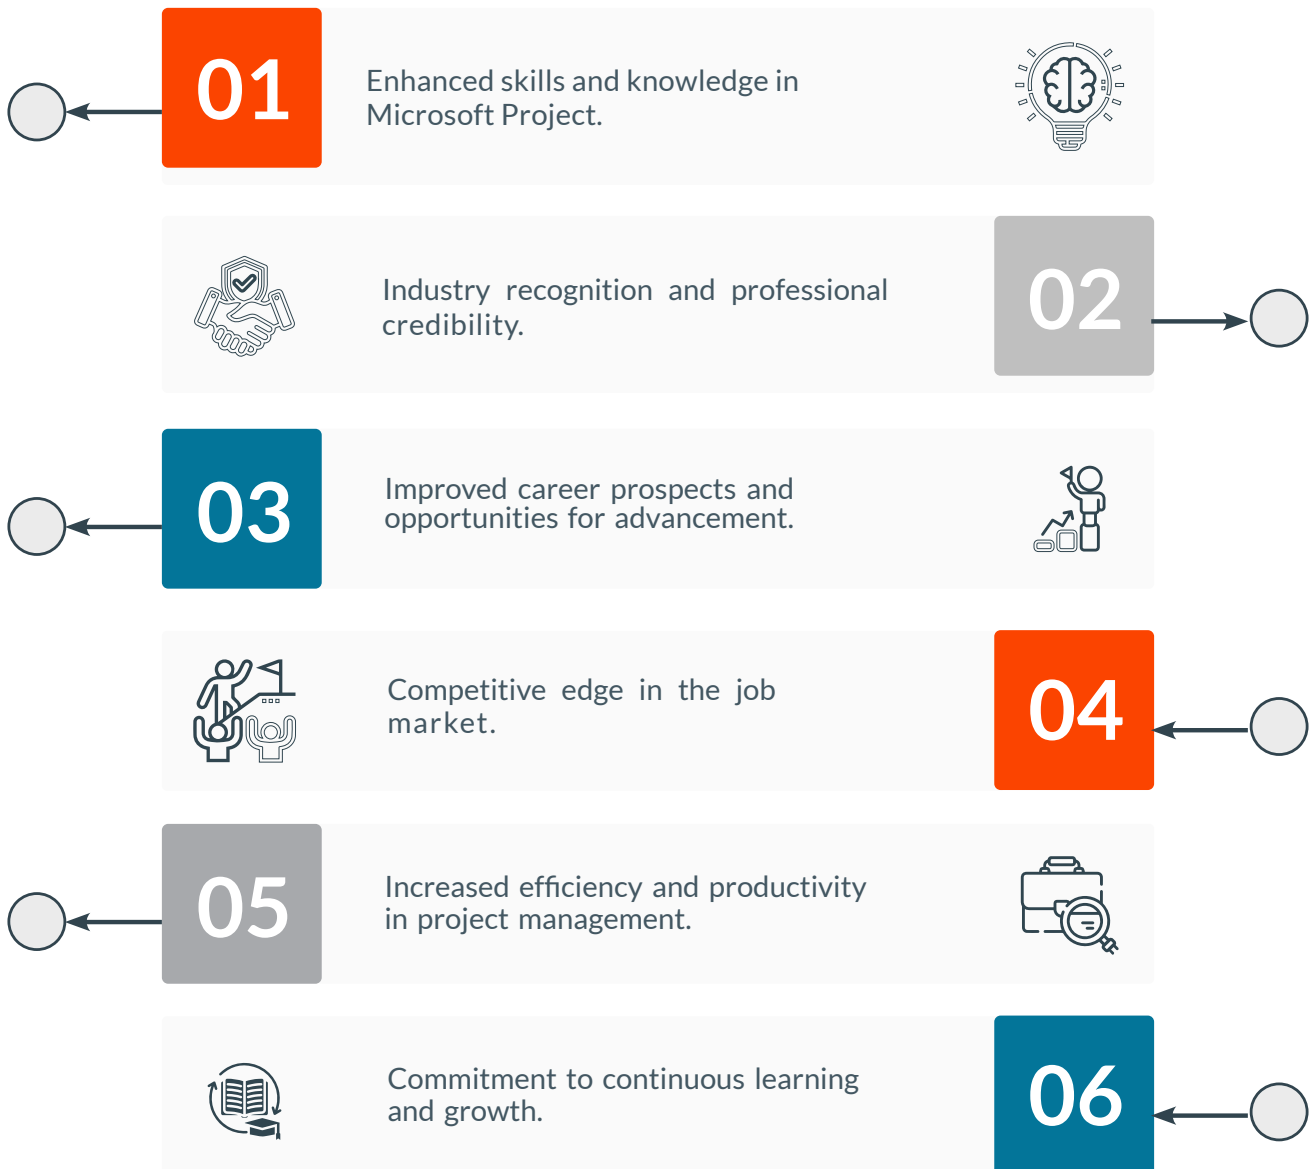 01
Enhanced skills and knowledge in
Microsoft Project.
Industry recognition and professional
credibility.
02
03
Improved career prospects and
opportunities for advancement.
Competitive edge in the job
market.
04
05
Increased efficiency and productivity
in project management.
Commitment to continuous learning
and growth.
06